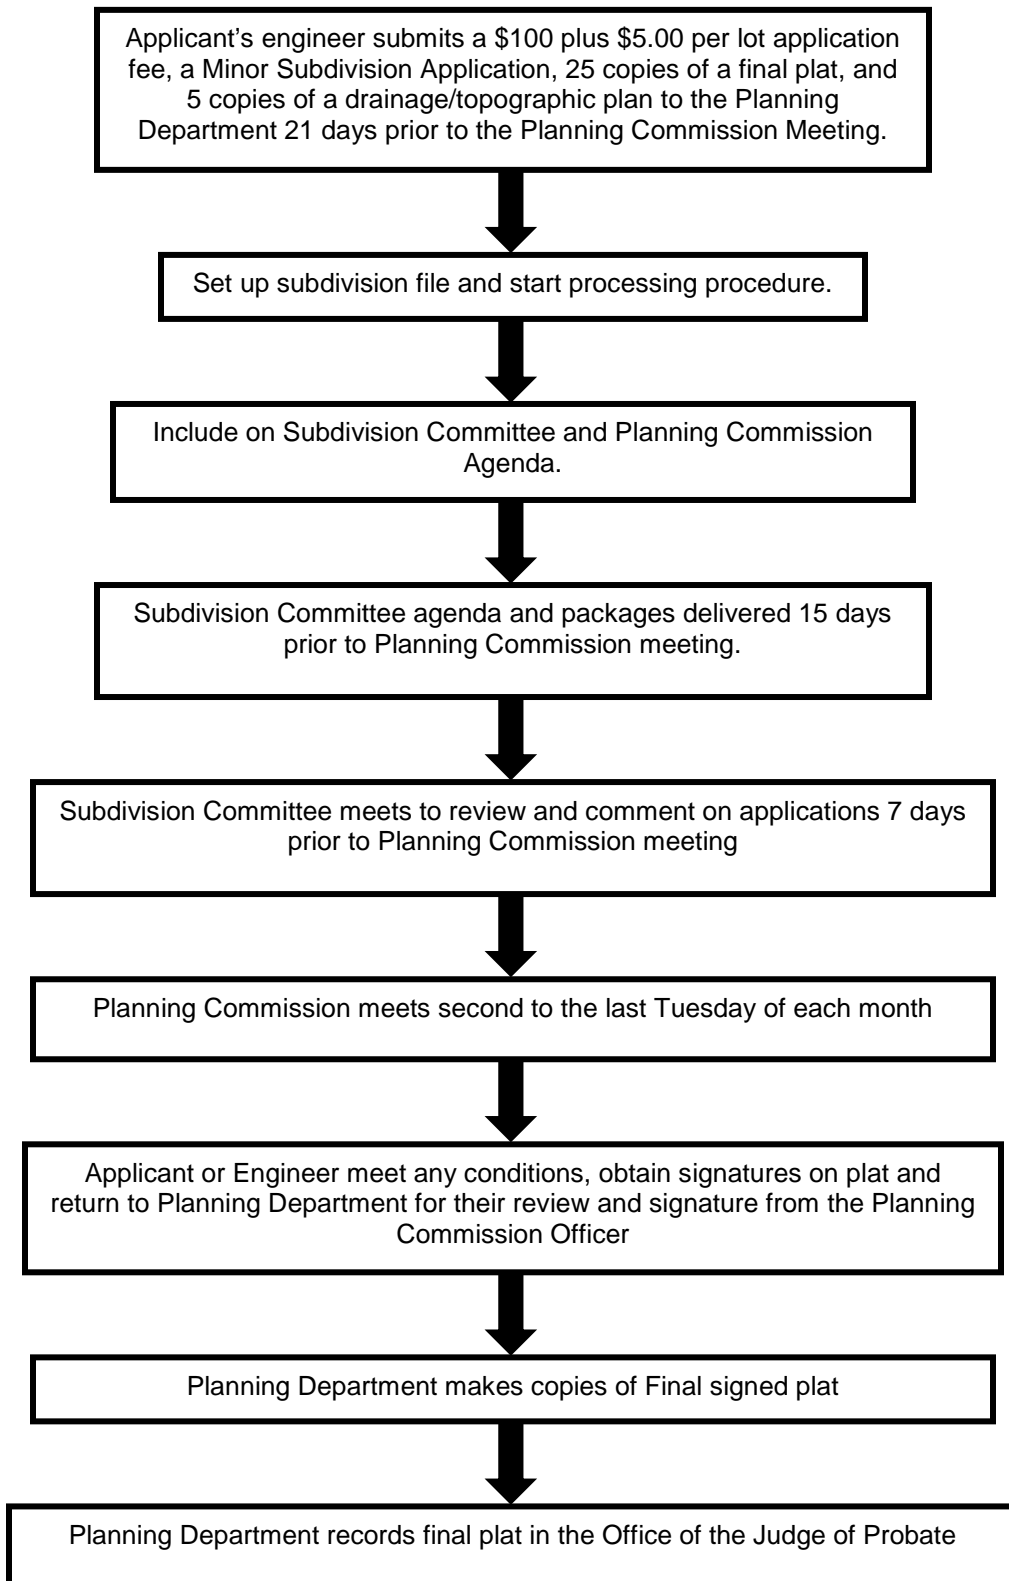 Applicant’s engineer submits a $100 plus $5.00 per lot application
fee, a Minor Subdivision Application, 25 copies of a final plat, and
5 copies of a drainage/topographic plan to the Planning
Department 21 days prior to the Planning Commission Meeting.
Set up subdivision file and start processing procedure.
Include on Subdivision Committee and Planning Commission
Agenda.
Subdivision Committee agenda and packages delivered 15 days
prior to Planning Commission meeting.
Subdivision Committee meets to review and comment on applications 7 days
prior to Planning Commission meeting
Planning Commission meets second to the last Tuesday of each month
Applicant or Engineer meet any conditions, obtain signatures on plat and
return to Planning Department for their review and signature from the Planning
Commission Officer
Planning Department makes copies of Final signed plat
Planning Department records final plat in the Office of the Judge of Probate